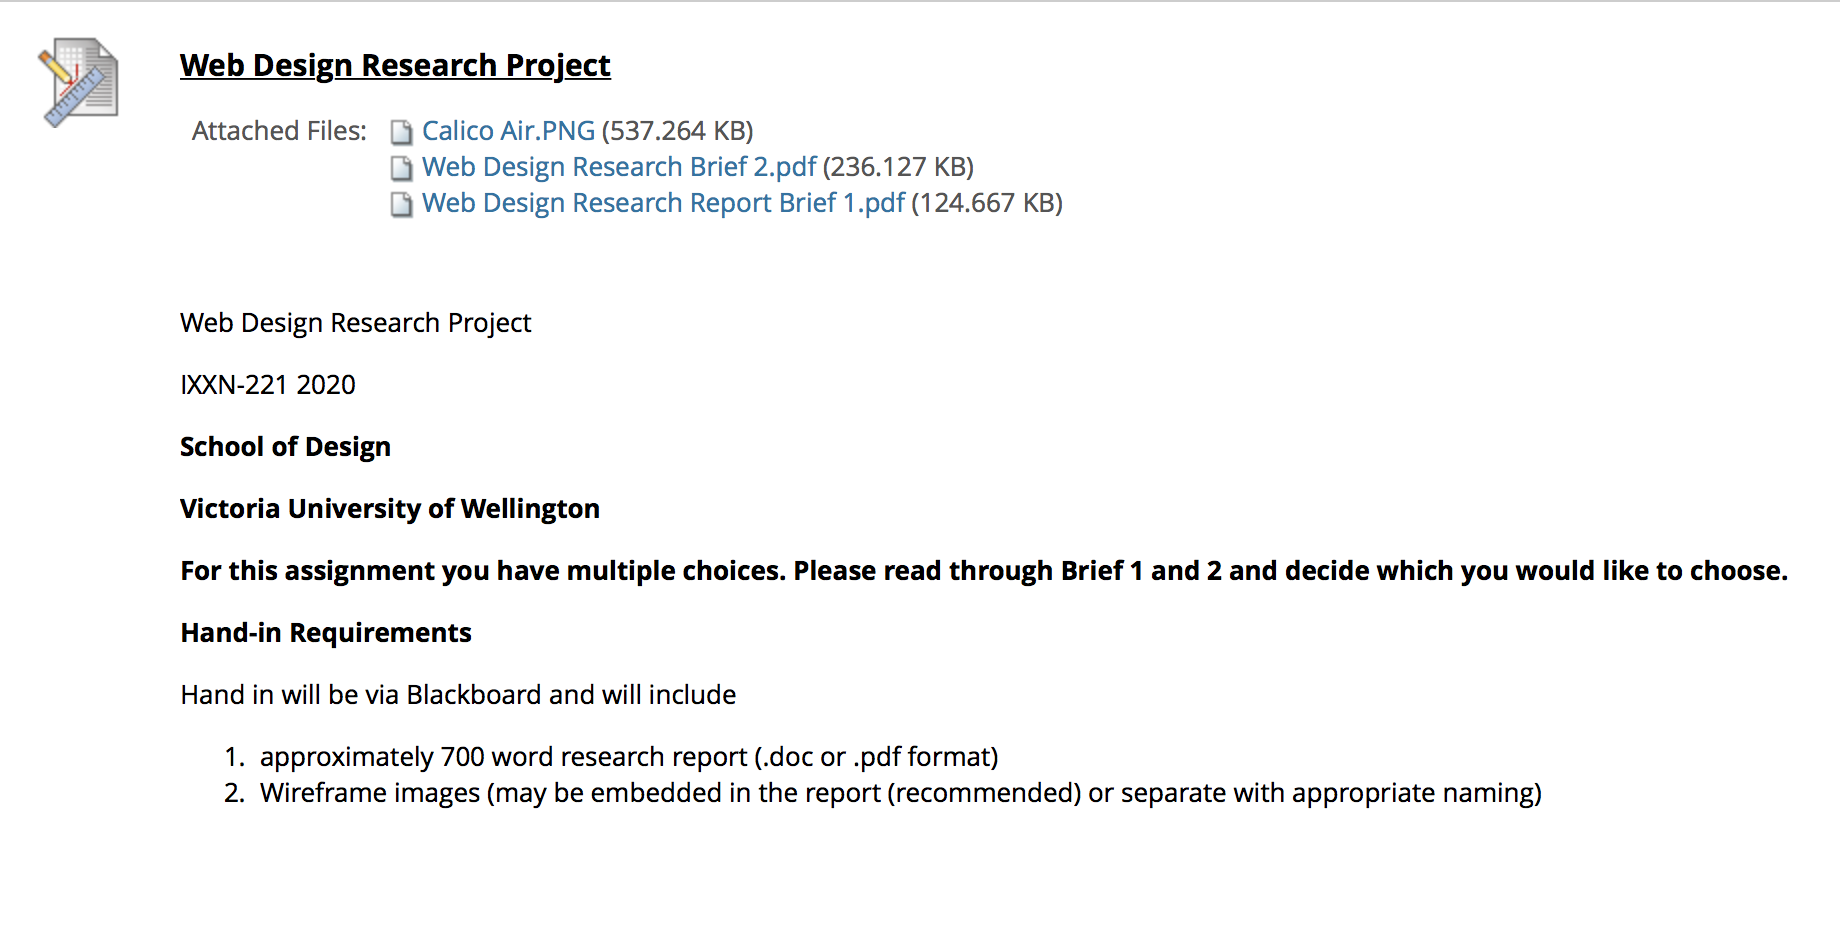 Web Design Research Project
Attached Files: Calico Air.PNG (537.264 KB)
Web Design Research Brief 2.pdf (236.127 KB)
Web Design Research Report Brief 1.pdf (124.667 KB)
Web Design Research Project
IXXN-221 2020
School of Design
Victoria University of Wellington
For this assignment you have multiple choices. Please read through Brief 1 and 2 and decide which you would like to choose.
Hand-in Requirements
Hand in will be via Blackboard and will include
1. approximately 700 word research report (.doc or .pdf format)
2. Wireframe images (may be embedded in the report (recommended) or separate with appropriate naming)